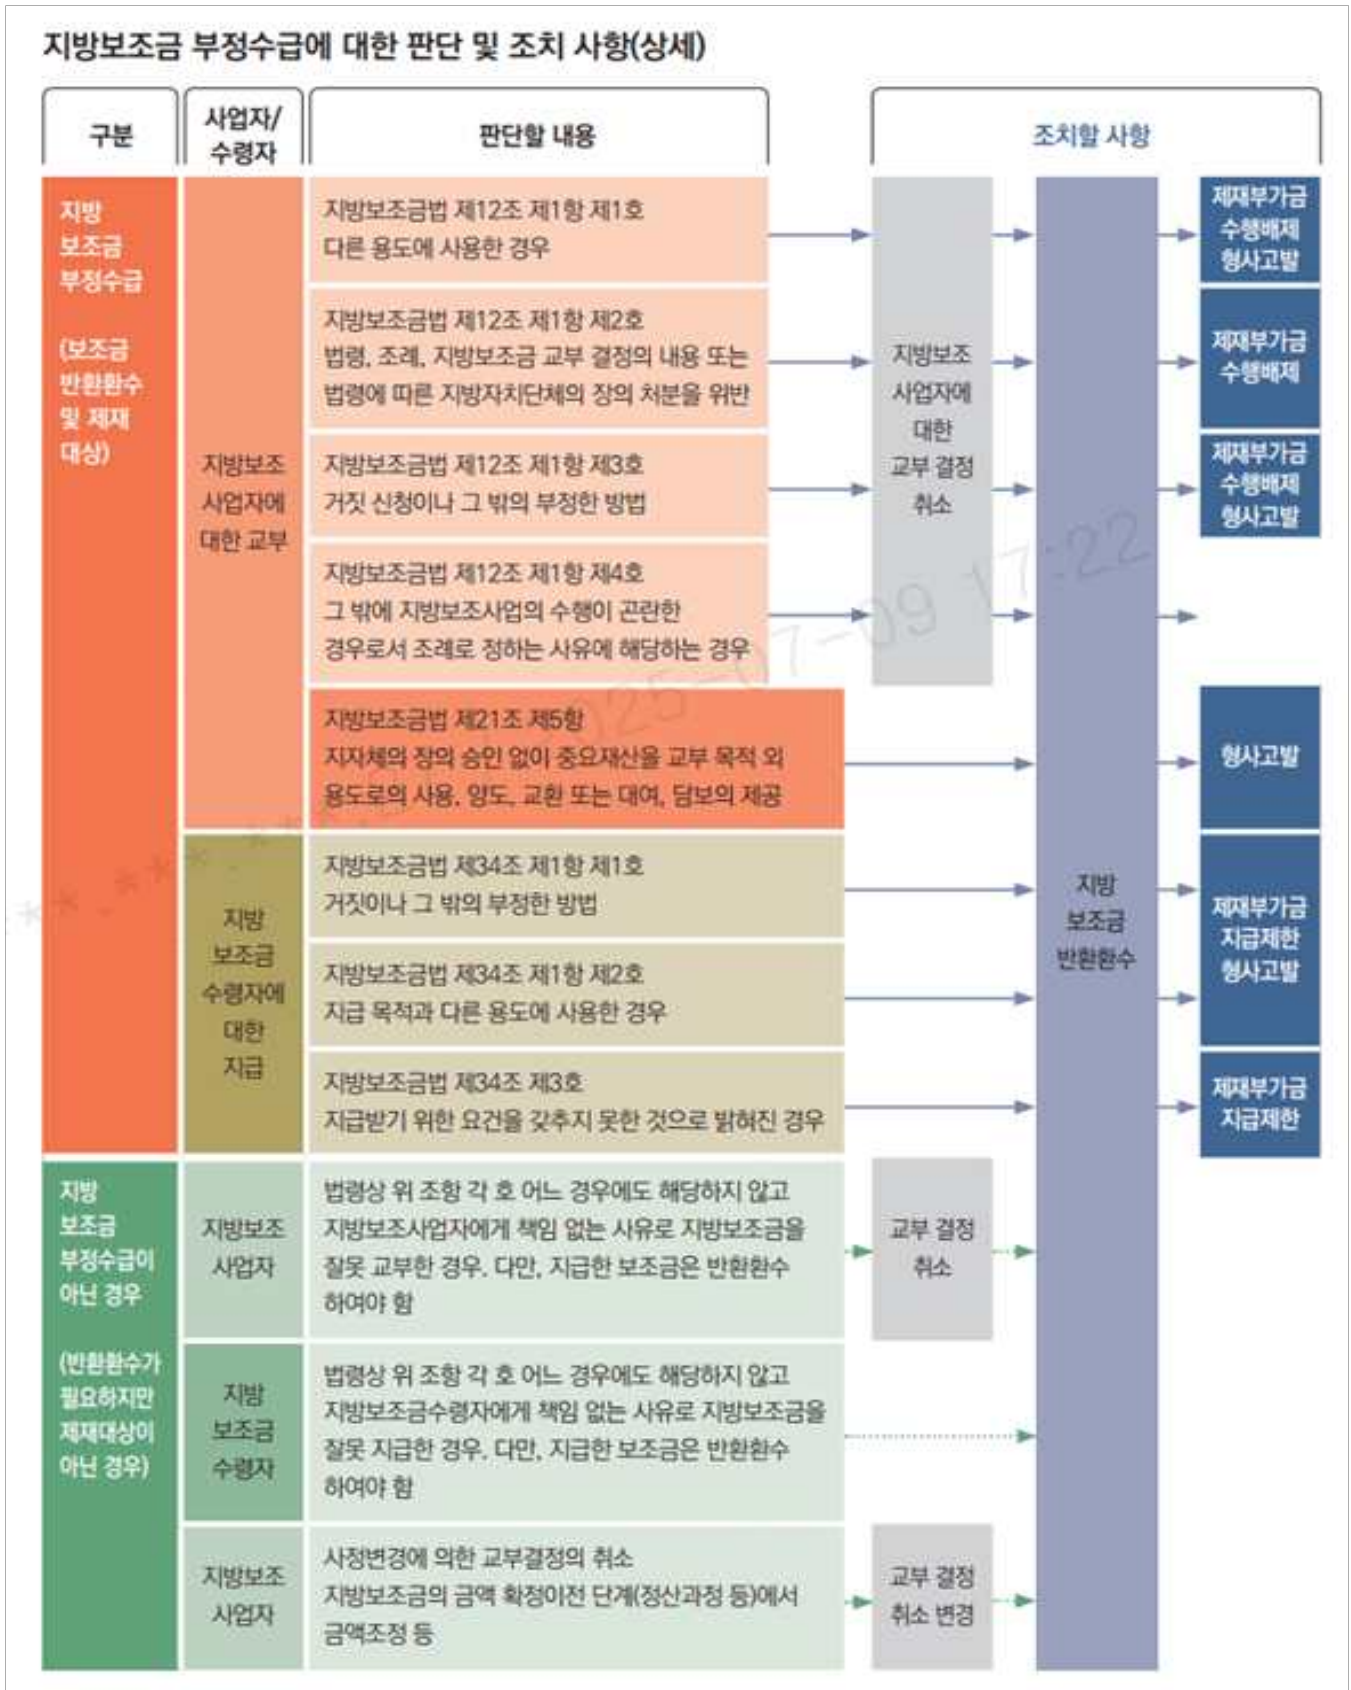 지방보조금 부정수급에 대한 판단 및 조치 사항(상세)
구분
사업자/
수령자
판단할 내용
조치할 사항
지방
보조금
부정수급
(보조금
반환환수
및 제재
대상)
지방보조
사업자에
대한 교부
지방보조금법 제12조 제1항 제1호
다른 용도에 사용한 경우
지방보조금법 제12조 제1항 제2호
법령, 조례, 지방보조금 교부 결정의 내용 또는
법령에 따른 지방자치단체의 장의 처분을 위반
지방보조금법 제12조 제1항 제3호
거짓 신청이나 그 밖의 부정한 방법
지방보조금법 제12조 제1항 제4호
그 밖에 지방보조사업의 수행이 곤란한
경우로서 조례로 정하는 사유에 해당하는 경우
지방보조금법 제21조 제5항
지자체의 장의 승인 없이 중요재산을 교부 목적 외
용도로의 사용, 양도, 교환 또는 대여, 담보의 제공
지방보조
사업자에
대한
교부 결정
취소
제재부가금
수행배제
형사고발
제재부가금
수행배제
제재부가금
수행배제
형사고발
형사고발
지방
보조금
수령자에
대한
지급
지방보조금법 제34조 제1항 제1호
거짓이나 그 밖의 부정한 방법
지방보조금법 제34조 제1항 제2호
지급 목적과 다른 용도에 사용한 경우
지방보조금법 제34조 제3호
지급받기 위한 요건을 갖추지 못한 것으로 밝혀진 경우
지방
보조금
반환환수
제재부가금
지급제한
형사고발
제재부가금
지급제한
지방
보조금
부정수급이
아닌 경우
(반환환수가
필요하지만
제재대상이
아닌 경우)
지방보조
사업자
법령상 위 조항 각 호 어느 경우에도 해당하지 않고
지방보조사업자에게 책임 없는 사유로 지방보조금을
잘못 교부한 경우. 다만, 지급한 보조금은 반환환수
하여야 함
교부 결정
취소
지방
보조금
수령자
법령상 위 조항 각 호 어느 경우에도 해당하지 않고
지방보조금수령자에게 책임 없는 사유로 지방보조금을
잘못 지급한 경우. 다만, 지급한 보조금은 반환환수
하여야 함
지방보조
사업자
사정변경에 의한 교부결정의 취소
지방보조금의 금액 확정이전 단계(정산과정 등)에서
금액조정 등
교부 결정
취소 변경